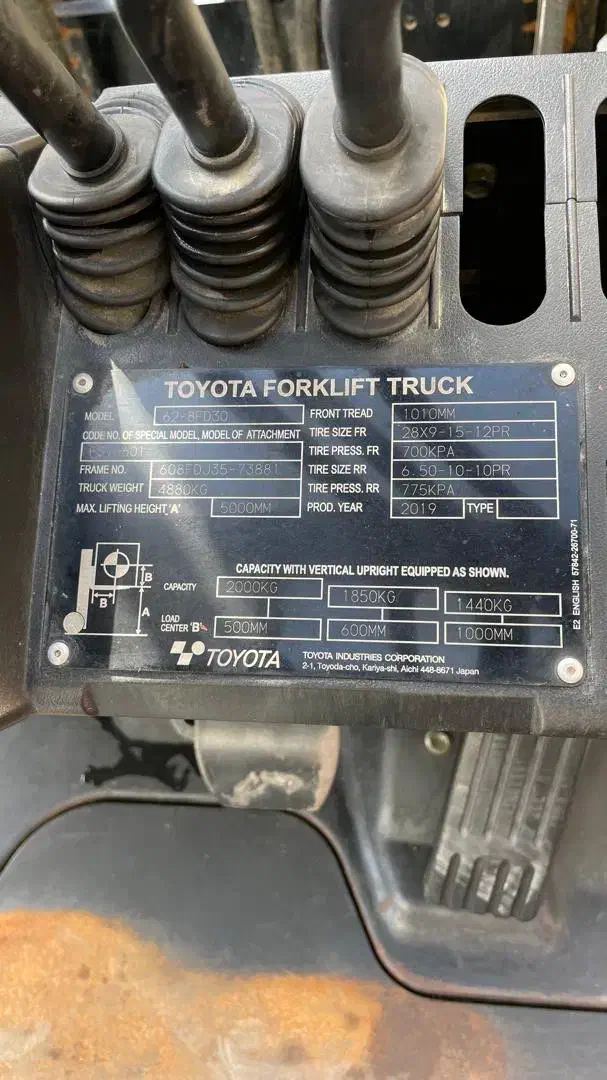 TOYOTA FORKLIFT TRUCK
MODEL 62-8FD30 FRONT TREAD 1010MM
CODE NO. OF SPECIAL MODEL, MODEL OF ATTACHMENT TIRE SIZE FR 28X9-15-12PR
TIRE PRESS. FR 700KPA
FRAME NO. 608FDJ35-73881 TIRE SIZE RR 6.50-10-10PR
TRUCK WEIGHT 4880KG TIRE PRESS. RR 775KPA
MAX. LIFTING HEIGHT 'A' 5000MM PROD. YEAR 2019 TYPE
CAPACITY WITH VERTICAL UPRIGHT EQUIPPED AS SHOWN.
B
B
A
CAPACITY 2000KG 1850KG 1440KG
LOAD
CENTER 'B' 500MM 600MM 1000MM
TOYOTA
TOYOTA INDUSTRIES CORPORATION
2-1, Toyoda-cho, Kariya-shi, Aichi 448-8671 Japan
E2 ENGLISH 57842-26700-71